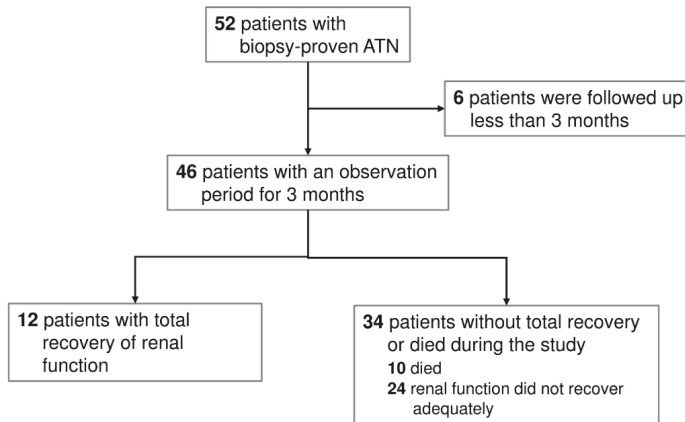 52 patients with
biopsy-proven ATN
6 patients were followed up
less than 3 months
46 patients with an observation
period for 3 months
12 patients with total
recovery of renal
function
34 patients without total recovery
or died during the study
10 died
24 renal function did not recover
adequately